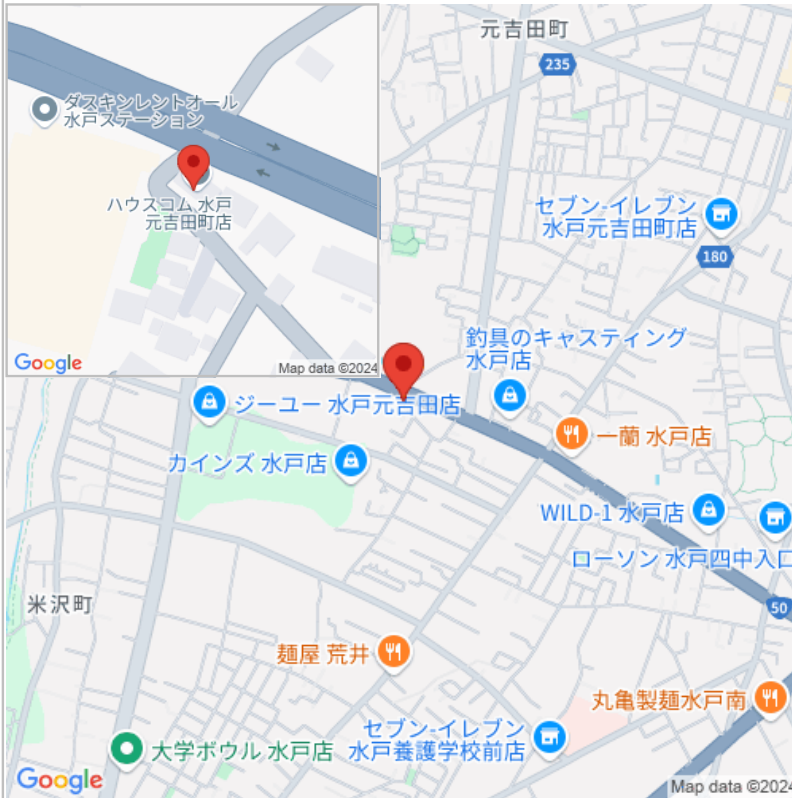 ダスキンレントオール
水戸ステーション
ハウスコム 水戸
元吉田町店
Google
Map data ©2024
元吉田町
235
セブン-イレブン
水戸元吉田町店
180
釣具のキャスティング
水戸店
ジーユー 水戸元吉田店
一蘭 水戸店
カインズ 水戸店
WILD-1 水戸店
ローソン 水戸四中入口
米沢町
50
麺屋 荒井
丸亀製麺水戸南
セブン-イレブン
水戸養護学校前店
大学ボウル 水戸店
Google
Map data ©2024